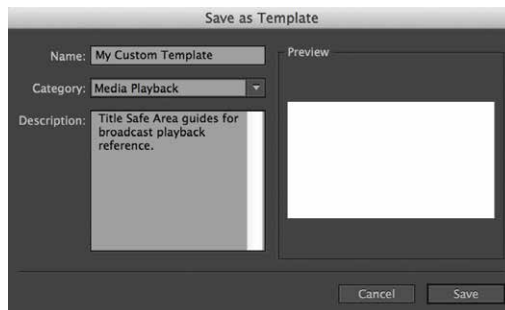 Save as Template
Name: My Custom Template
Preview
Category: Media Playback
Description: Title Safe Area guides for
broadcast playback
reference.
Cancel
Save